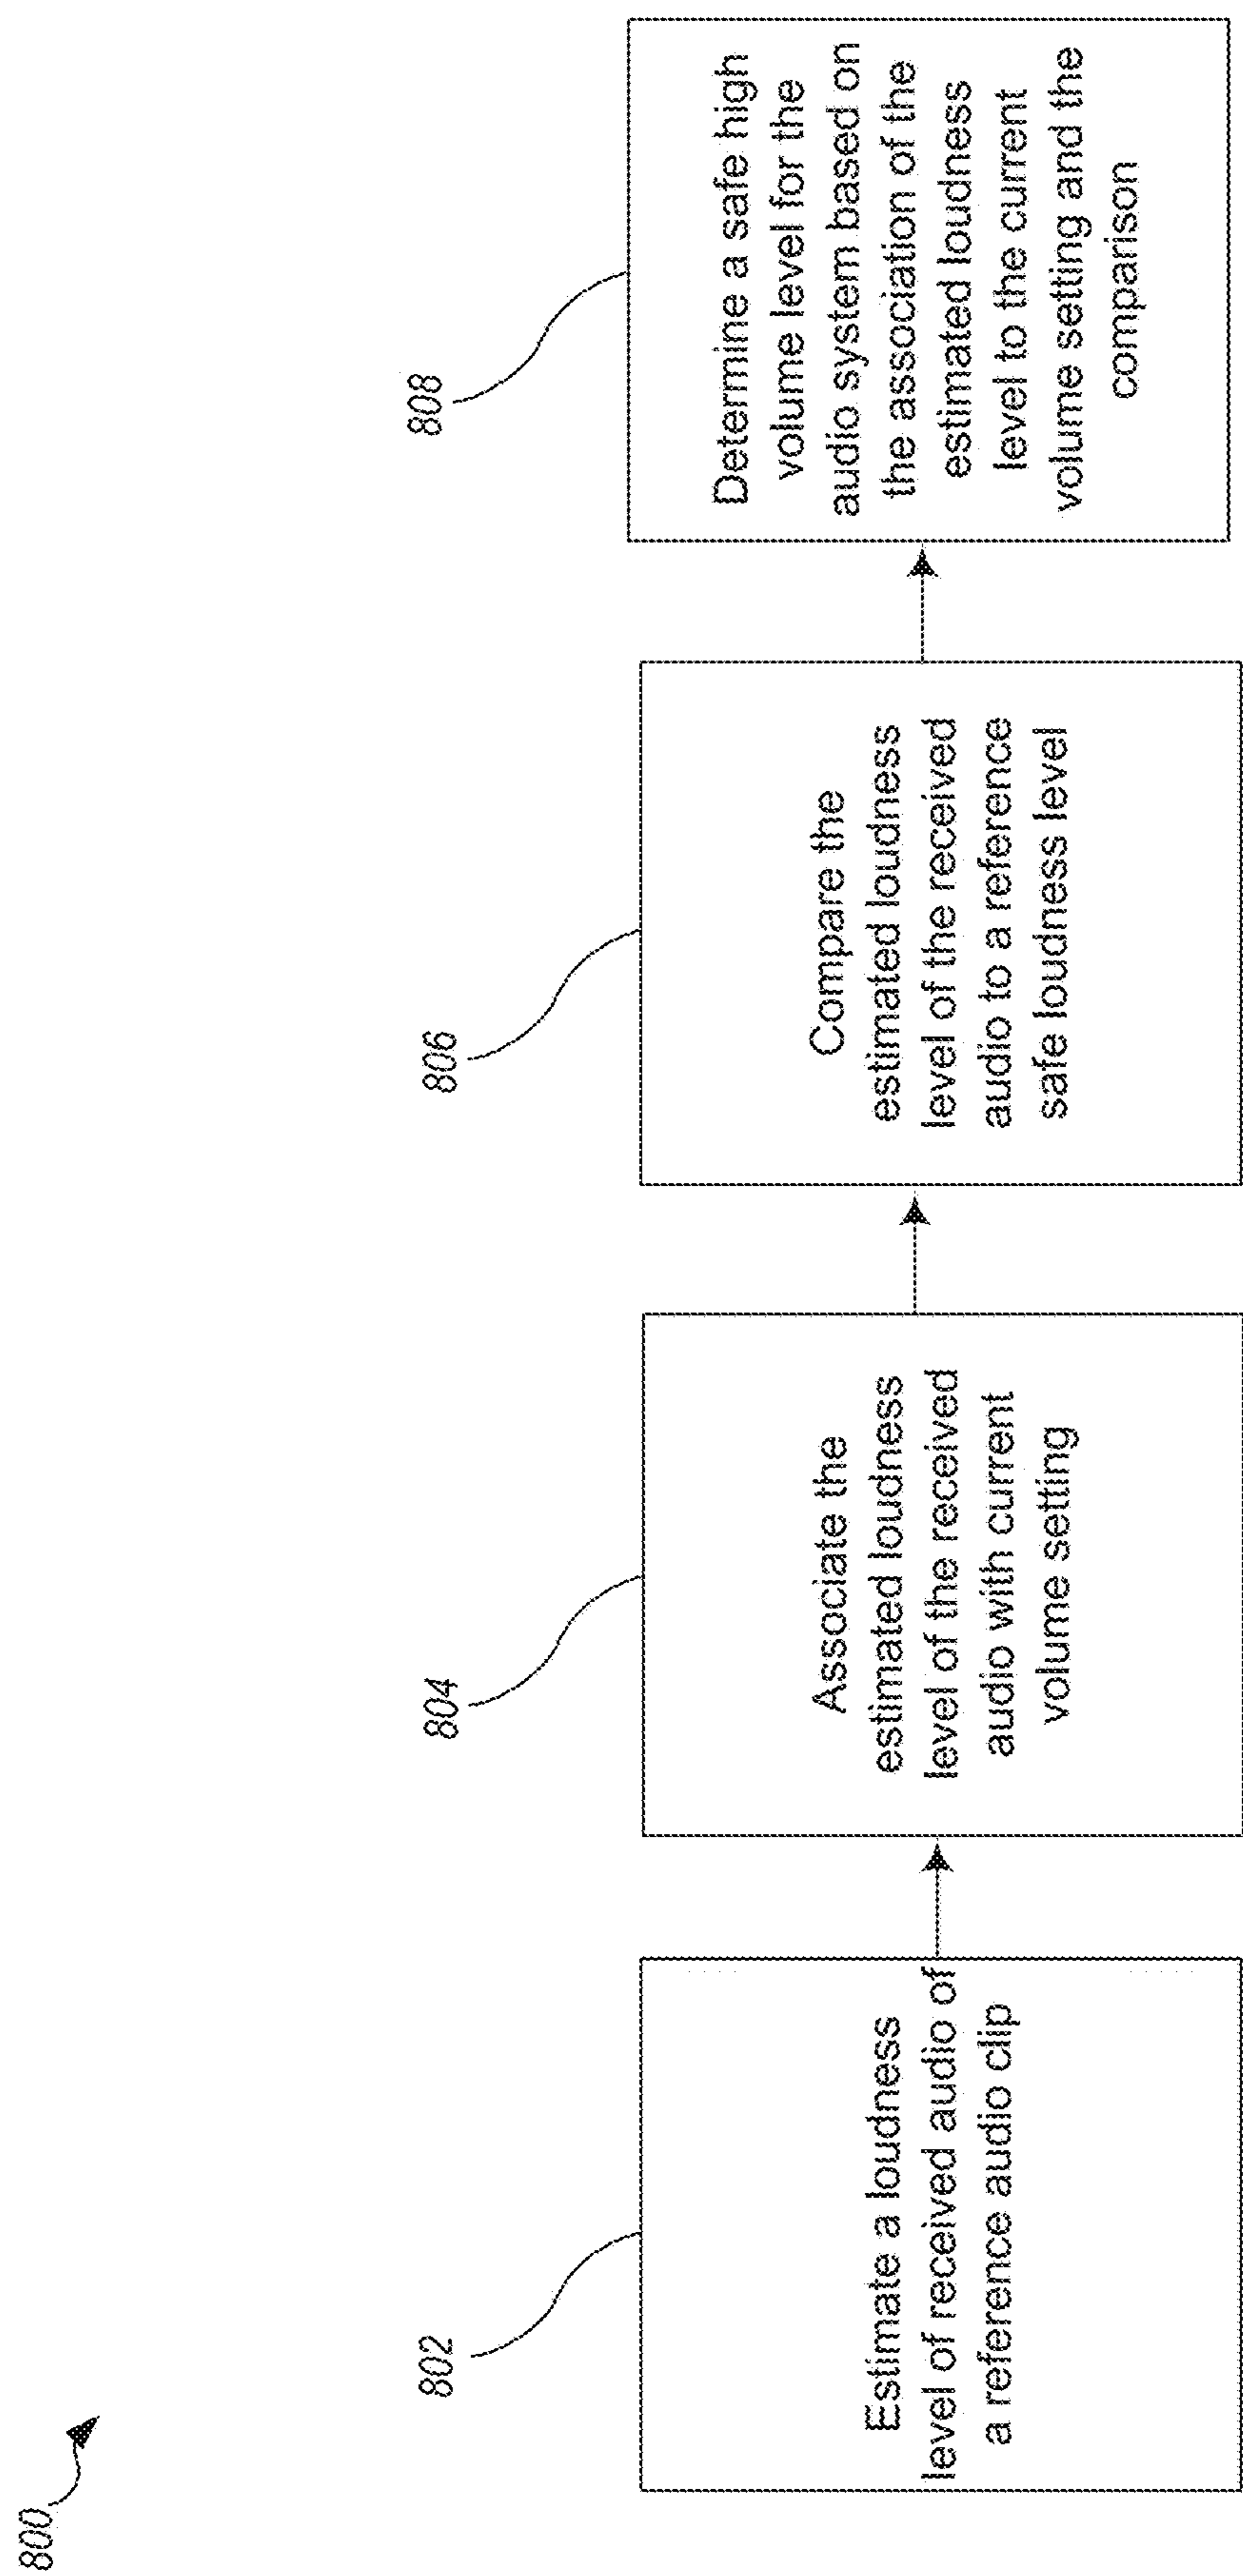 800
802
Estimate a loudness
level of received audio of
a reference audio clip
804
Associate the
estimated loudness
level of the received
audio with current
volume setting
806
Compare the
estimated loudness
level of the received
audio to a reference
safe loudness level
808
Determine a safe high
volume level for the
audio system based on
the association of the
estimated loudness
level to the current
volume setting and the
comparison